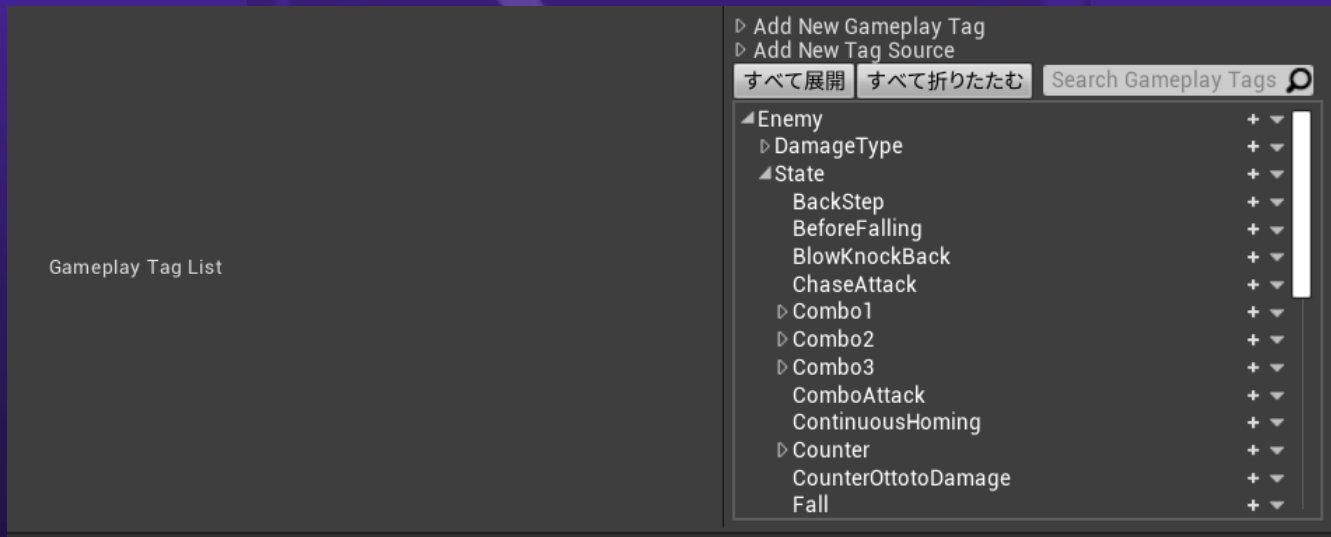 Add New Gameplay Tag
Add New Tag Source
すべて展開 すべて折りたたむ Search Gameplay Tags
Enemy
DamageType
State
BackStep
BeforeFalling
BlowKnockBack
Gameplay Tag List
ChaseAttack
Combo1
Combo2
Combo3
ComboAttack
ContinuousHoming
Counter
CounterOttotoDamage
Fall